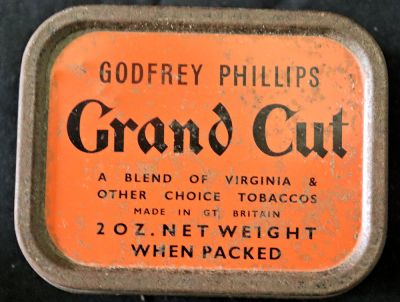 GODFREY PHILLIPS
Grand Cut
A BLEND OF VIRGINIA &
OTHER CHOICE TOBACCOS
MADE IN GT. BRITAIN
2 OZ. NET WEIGHT
WHEN PACKED